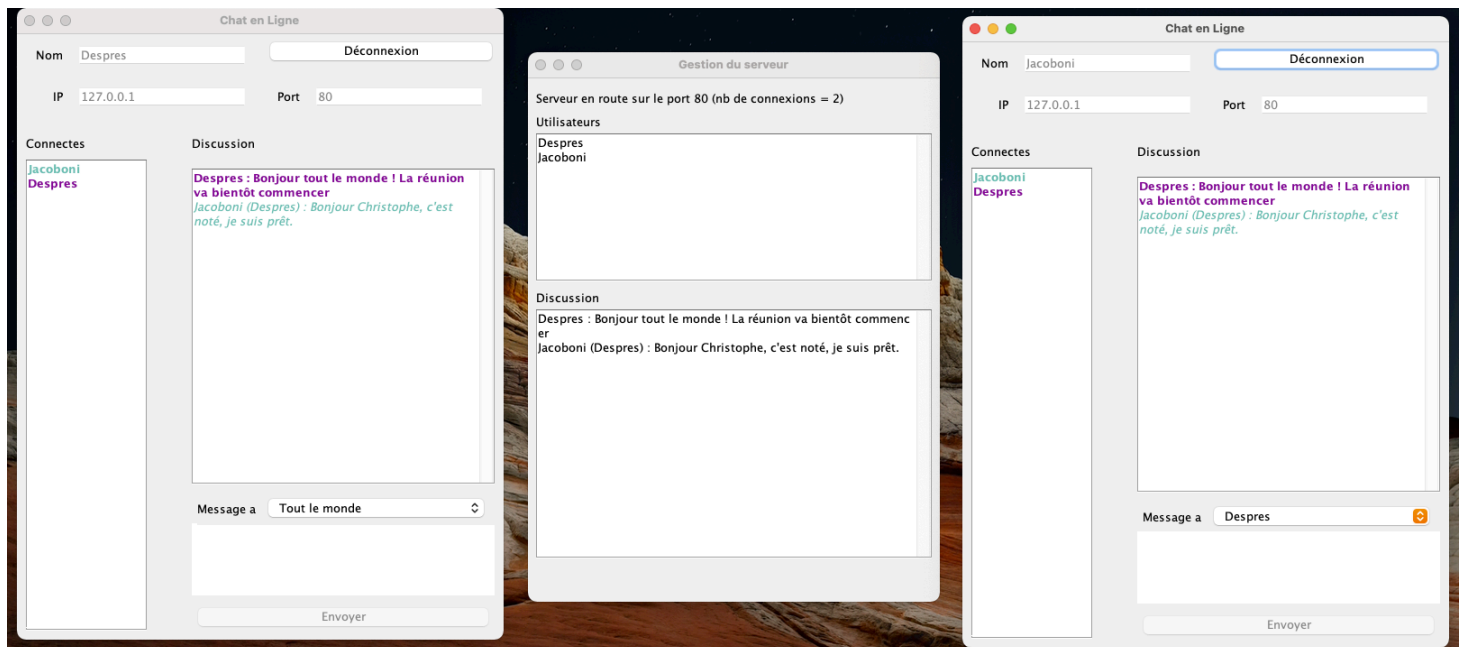 Chat en Ligne
Nom Despres Déconnexion
IP 127.0.0.1 Port 80
Connectes
Jacoboni
Despres
Discussion
Despres : Bonjour tout le monde ! La réunion
va bientôt commencer
Jacoboni (Despres) : Bonjour Christophe, c'est
noté, je suis prêt.
Message a Tout le monde
Envoyer
Gestion du serveur
Serveur en route sur le port 80 (nb de connexions = 2)
Utilisateurs
Despres
Jacoboni
Discussion
Despres : Bonjour tout le monde ! La réunion va bientôt commenc
er
Jacoboni (Despres) : Bonjour Christophe, c'est noté, je suis prêt.
Chat en Ligne
Nom Jacoboni Déconnexion
IP 127.0.0.1 Port 80
Connectes
Jacoboni
Despres
Discussion
Despres : Bonjour tout le monde ! La réunion
va bientôt commencer
Jacoboni (Despres) : Bonjour Christophe, c'est
noté, je suis prêt.
Message a Despres
Envoyer